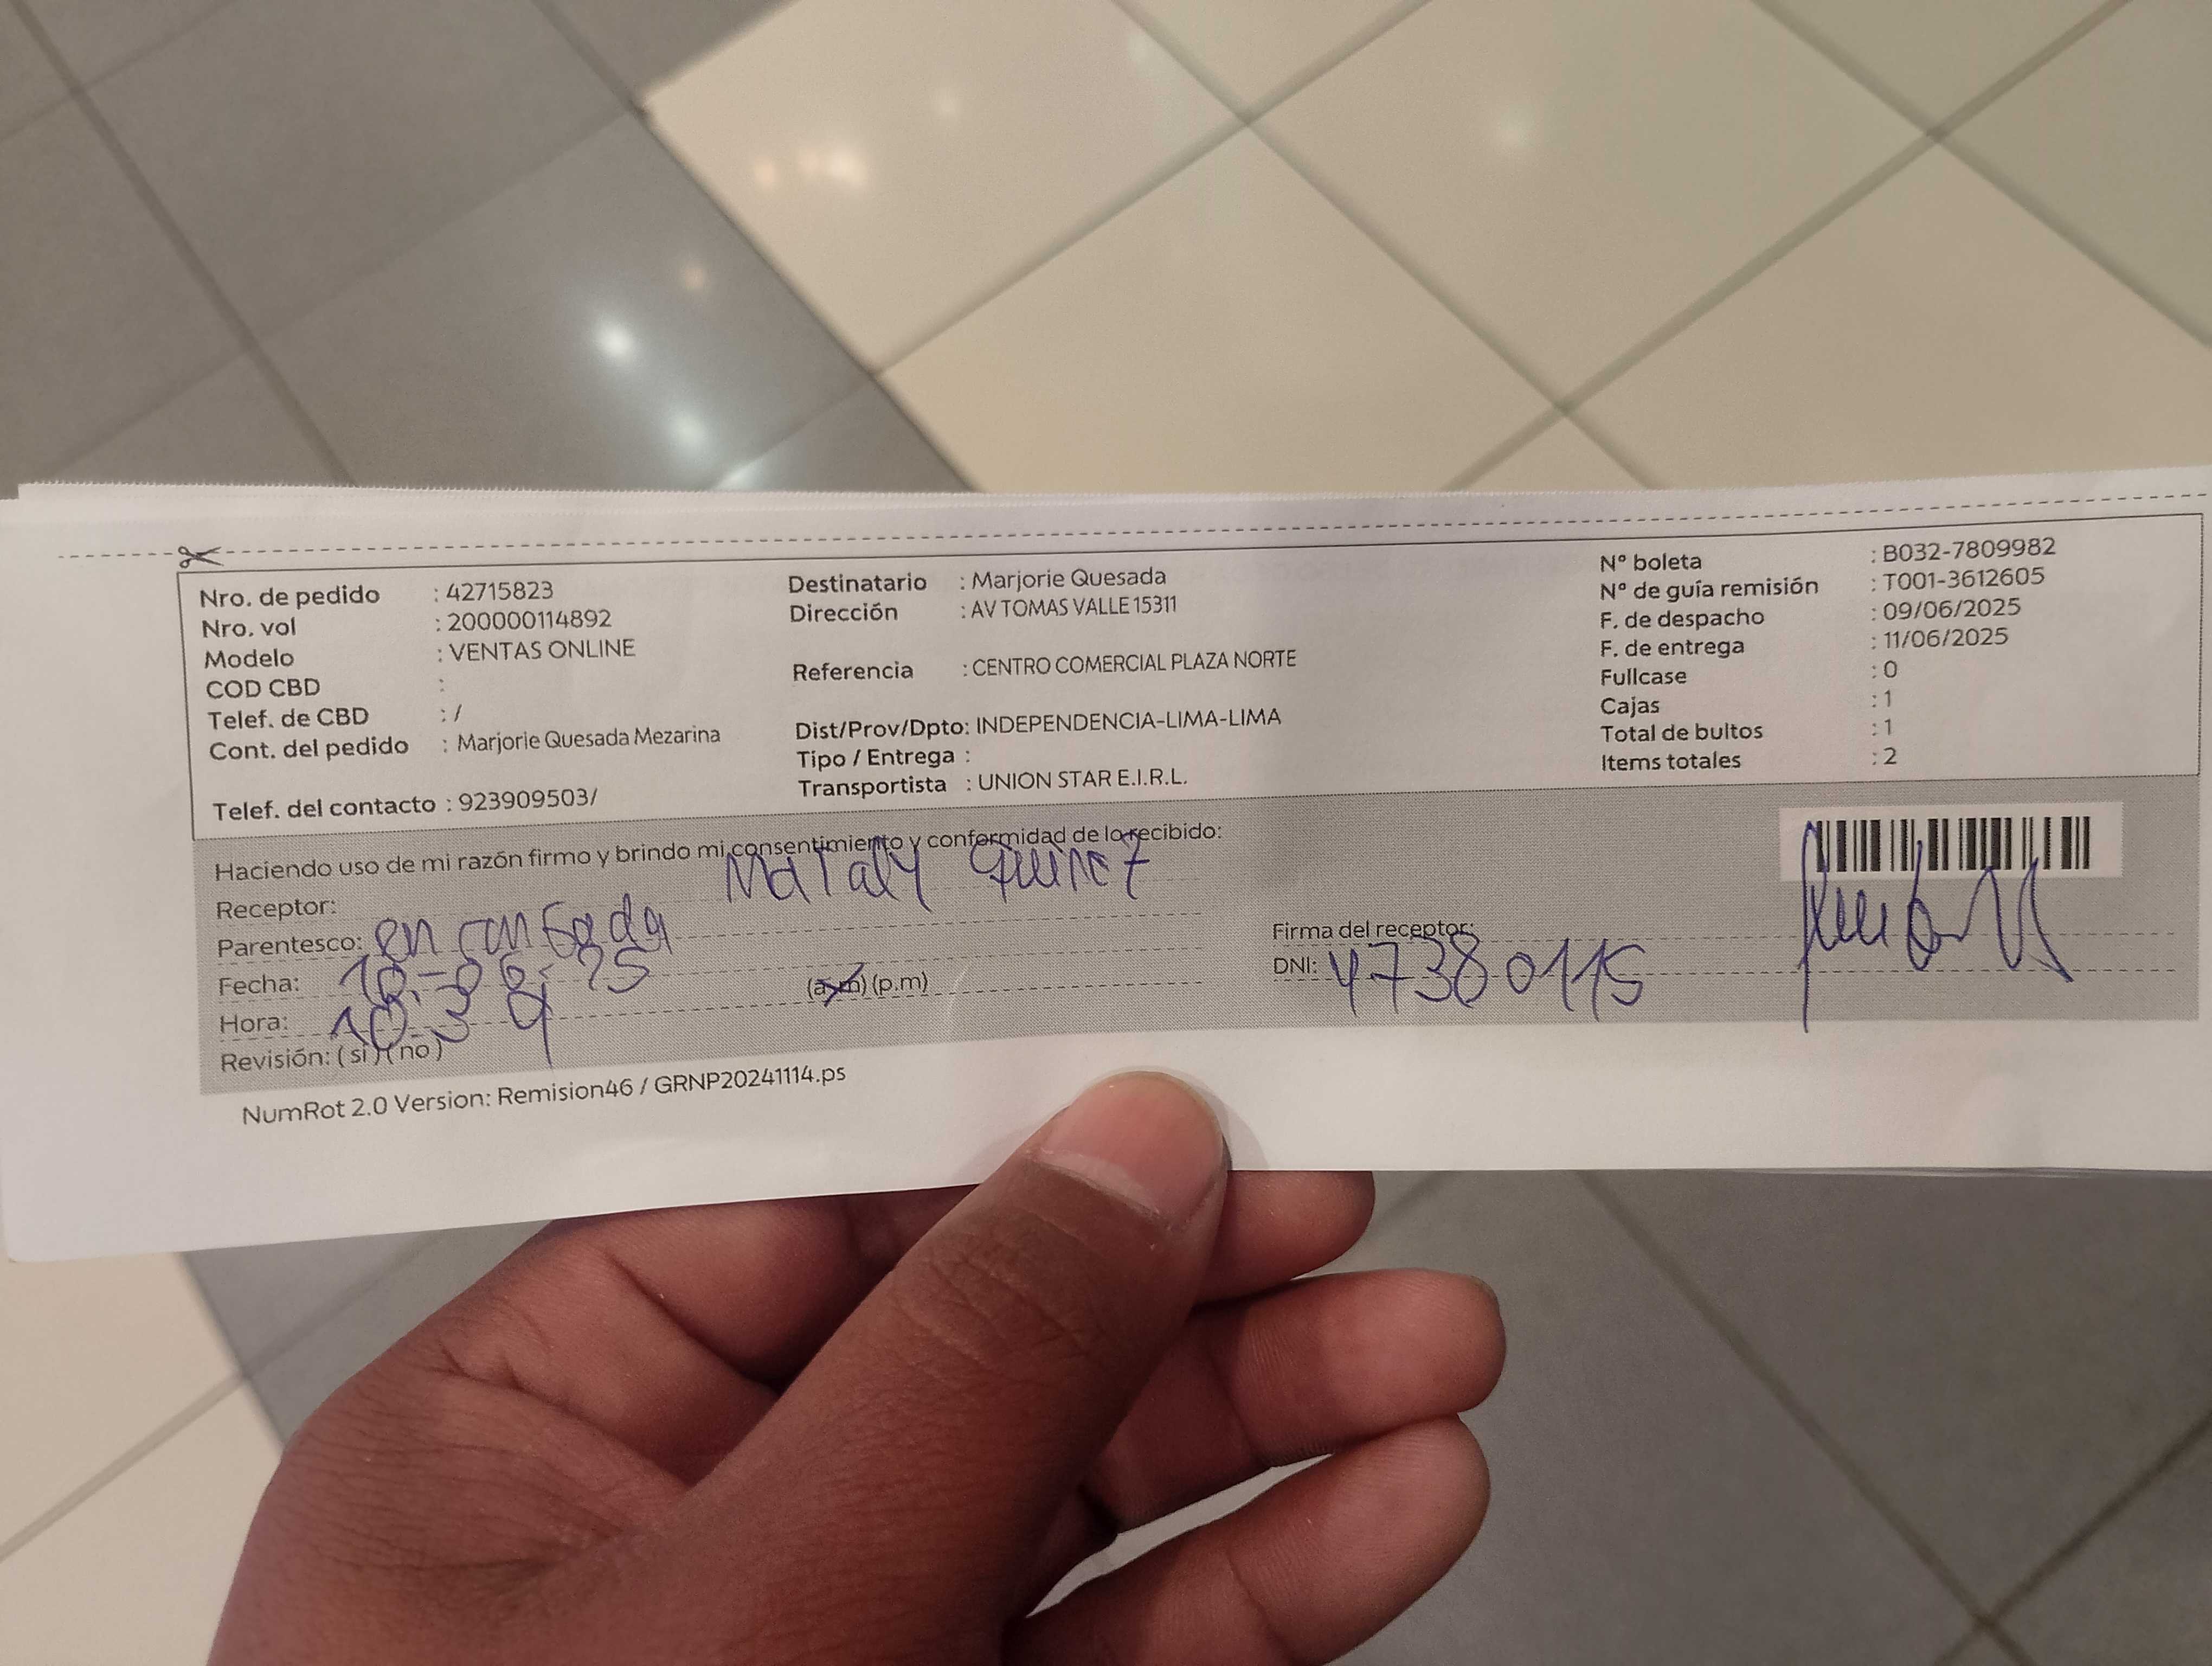 Nro. de pedido : 42715823
Nro. vol : 200000114892
Modelo : VENTAS ONLINE
COD CBD :
Telef. de CBD : /
Cont. del pedido : Marjorie Quesada Mezarina
Telef. del contacto : 923909503/
Destinatario : Marjorie Quesada
Dirección : AV TOMAS VALLE 15311
Referencia : CENTRO COMERCIAL PLAZA NORTE
Dist/Prov/Dpto: INDEPENDENCIA-LIMA-LIMA
Tipo / Entrega :
Transportista : UNION STAR E.I.R.L.
Nº boleta : B032-7809982
Nº de guía remisión : T001-3612605
F. de despacho : 09/06/2025
F. de entrega : 11/06/2025
Fullcase : 0
Cajas : 1
Total de bultos : 1
Items totales : 2
Haciendo uso de mi razón firmo y brindo mi consentimiento y conformidad de lo recibido:
Receptor: Nataly
Parentesco:
Fecha: 10-06-25
Hora: (a.m) (p.m)
Revisión: ( si ) ( no )
Firma del receptor:
DNI: 47380115
NumRot 2.0 Version: Remision46 / GRNP20241114.ps